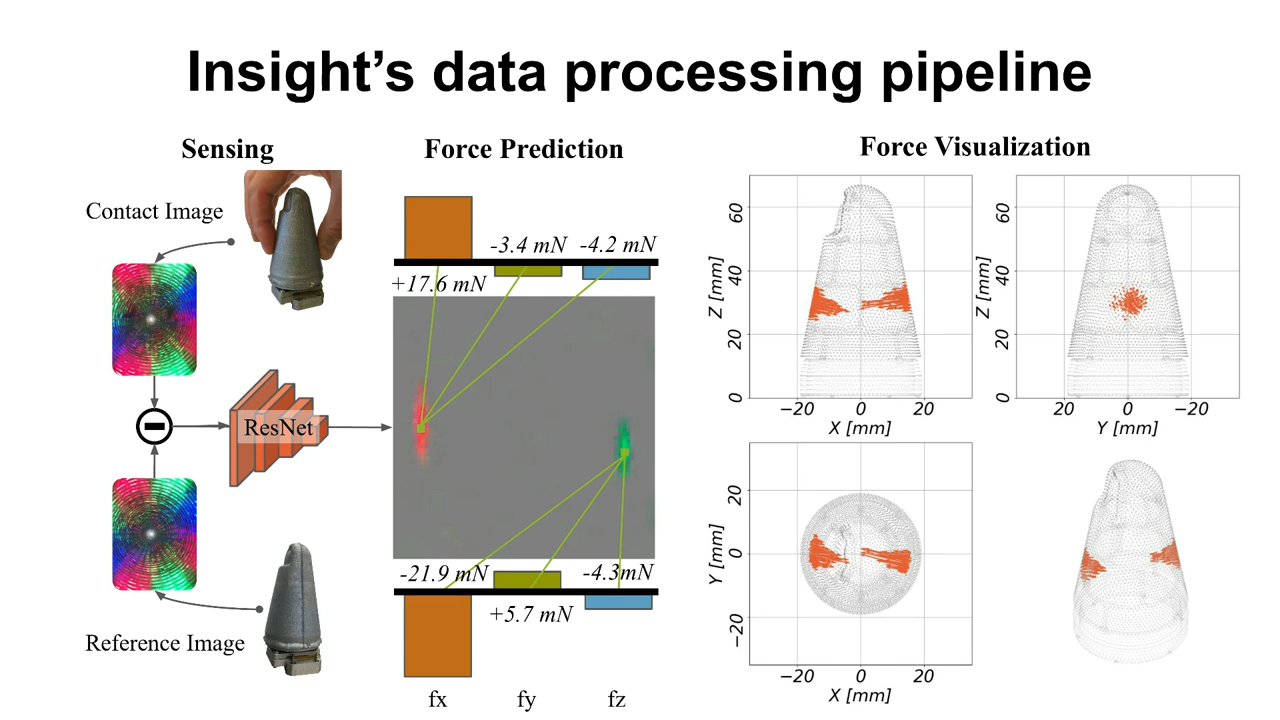 Insight’s data processing pipeline
Sensing
Contact Image
ResNet
Reference Image
Force Prediction
-3.4 mN
-4.2 mN
+17.6 mN
-21.9 mN
-4.3mN
+5.7 mN
fx
fy
fz
Force Visualization
60
40
20
0
Z [mm]
−20
0
20
X [mm]
60
40
20
0
Z [mm]
20
0
−20
Y [mm]
20
0
−20
Y [mm]
−20
0
20
X [mm]